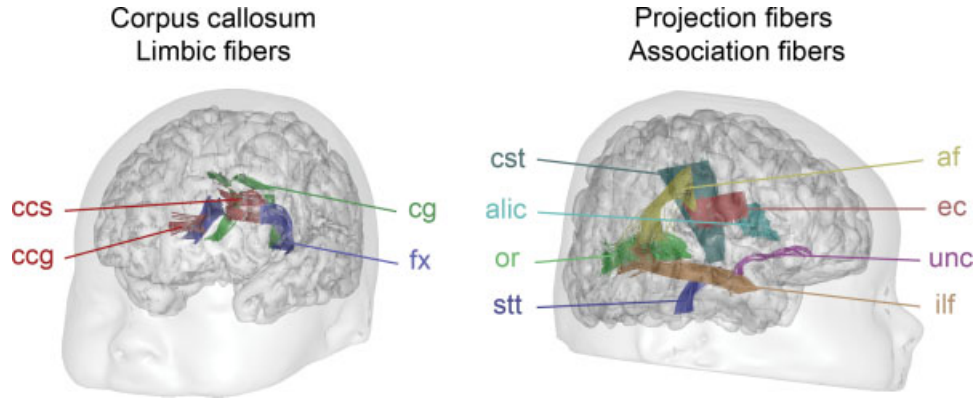 Corpus callosum
Limbic fibers
ccs
ccg
cg
fx
Projection fibers
Association fibers
cst
alic
or
stt
af
ec
unc
ilf